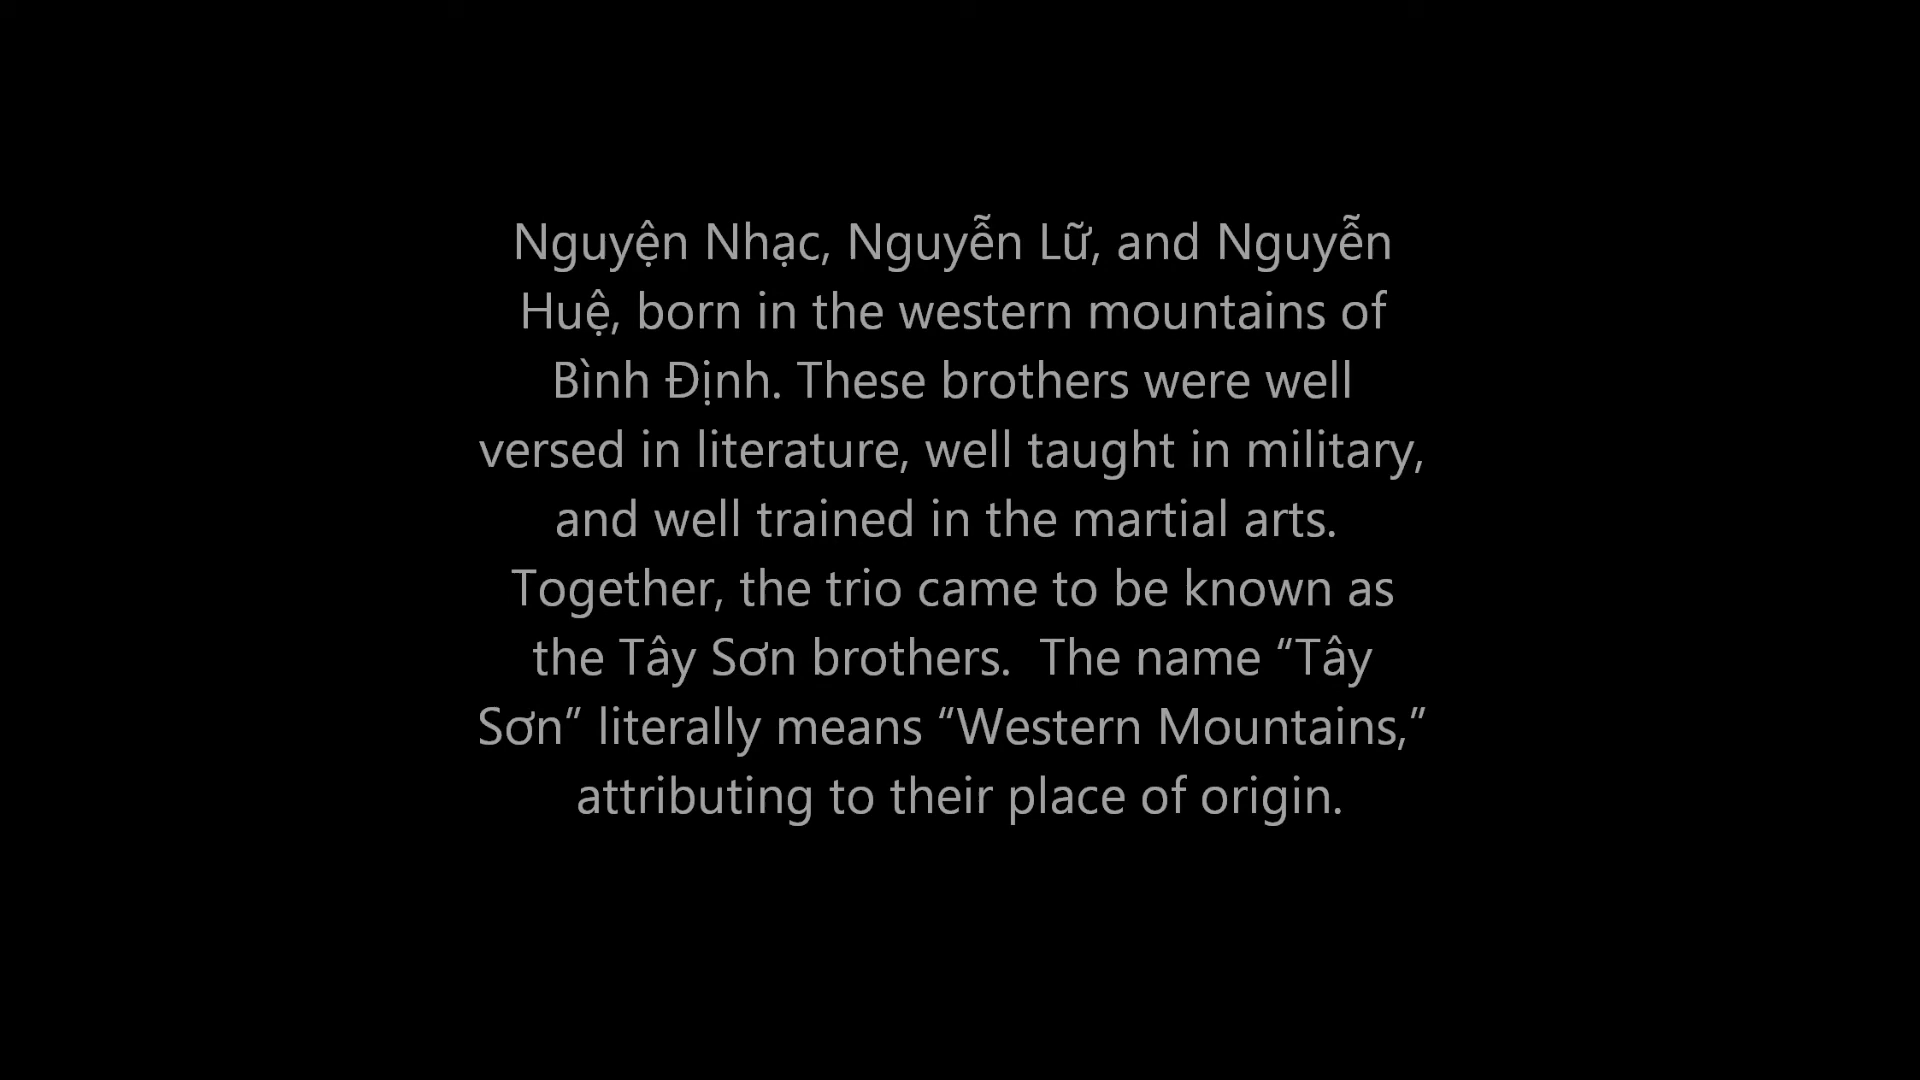 Nguyện Nhạc, Nguyễn Lữ, and Nguyễn
Huệ, born in the western mountains of
Bình Định. These brothers were well
versed in literature, well taught in military,
and well trained in the martial arts.
Together, the trio came to be known as
the Tây Sơn brothers.  The name “Tây
Sơn” literally means “Western Mountains,”
attributing to their place of origin.